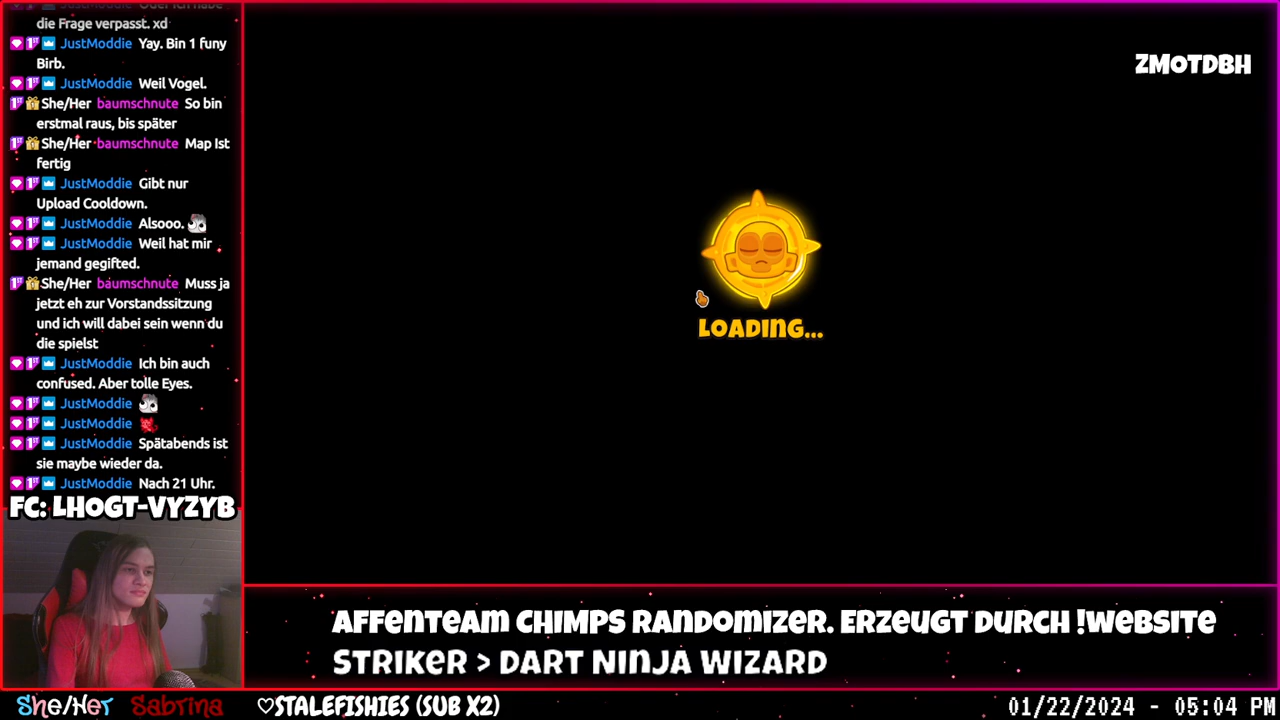 Oder ich habe
die Frage verpasst. xd
JustModdie Yay. Bin 1 funy
Birb.
JustModdie Weil Vogel.
She/Her baumschnute So bin
erstmal raus, bis später
She/Her baumschnute Map Ist
fertig
JustModdie Gibt nur
Upload Cooldown.
JustModdie Alsooo.
JustModdie Weil hat mir
jemand gegifted.
She/Her baumschnute Muss ja
jetzt eh zur Vorstandssitzung
und ich will dabei sein wenn du
die spielst
JustModdie Ich bin auch
confused. Aber tolle Eyes.
JustModdie
JustModdie
JustModdie Spätabends ist
sie maybe wieder da.
JustModdie Nach 21 Uhr.
FC: LHOGT-VYZYB
ZMOTDBH
LOADING...
AFFENTEAM CHIMPS RANDOMIZER. ERZEUGT DURCH !WEBSITE
STRIKER > DART NINJA WIZARD
She/Her Sabrina
♡STALEFISHIES (SUB X2)
01/22/2024 - 05:04 PM